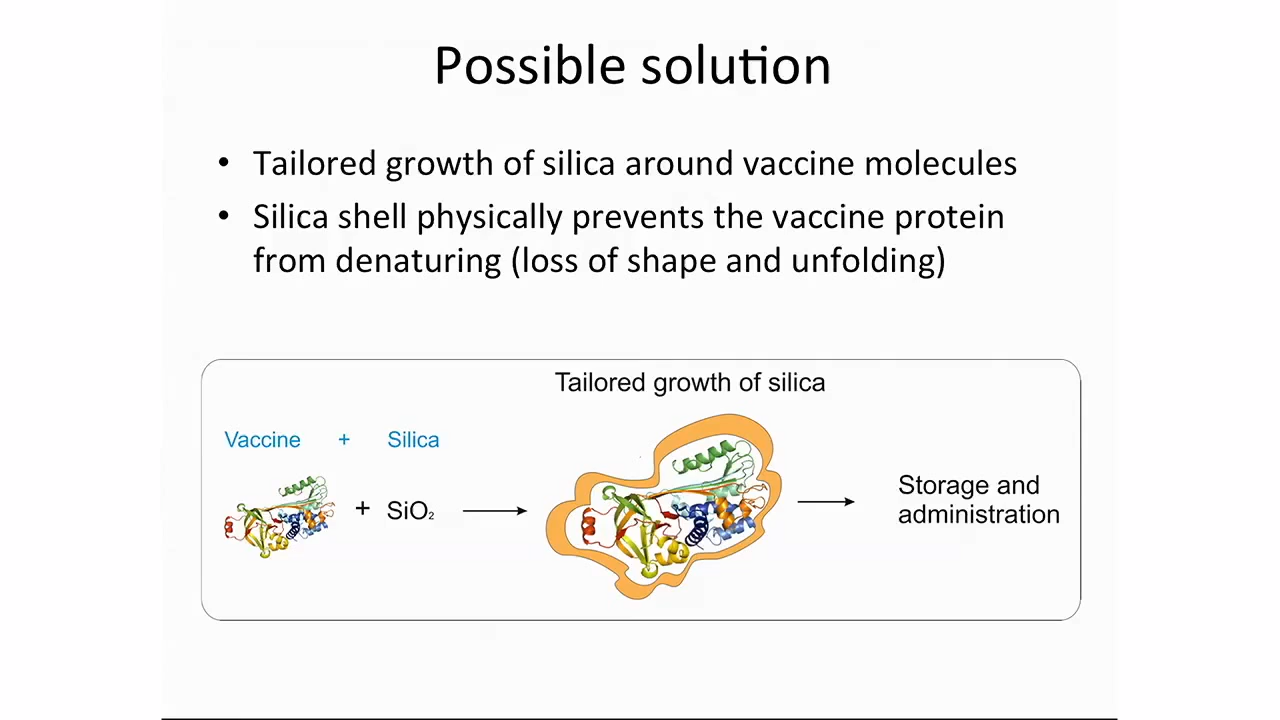 Possible solution
• Tailored growth of silica around vaccine molecules
• Silica shell physically prevents the vaccine protein
from denaturing (loss of shape and unfolding)
Tailored growth of silica
Vaccine + Silica
+ SiO₂
Storage and
administration